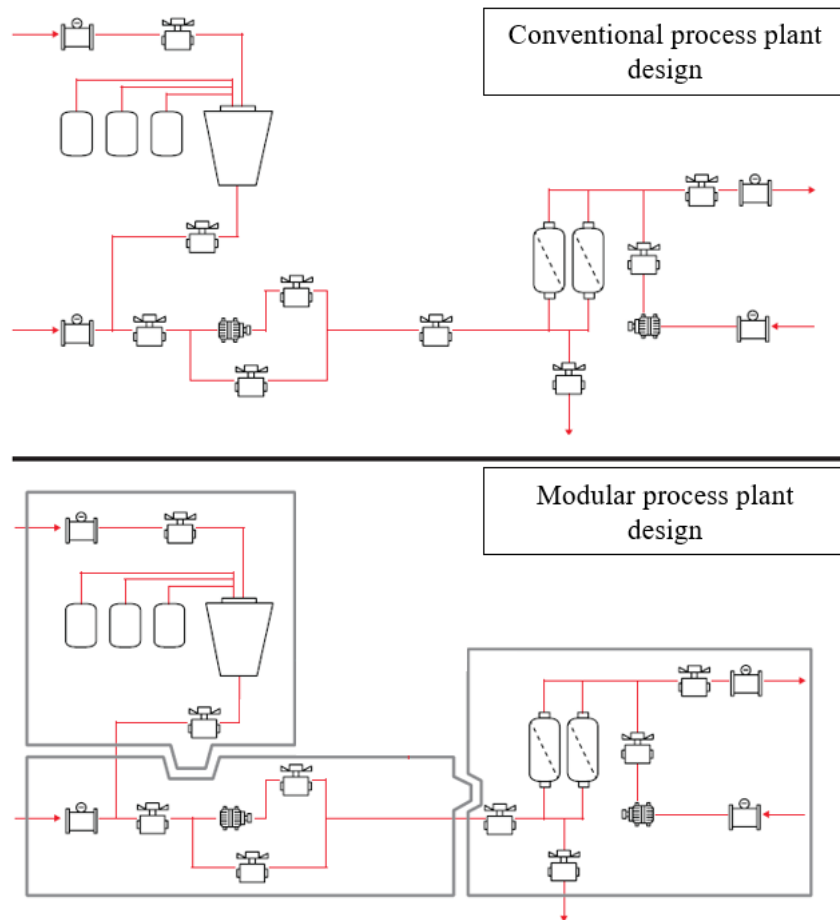 Conventional process plant
design
Modular process plant
design